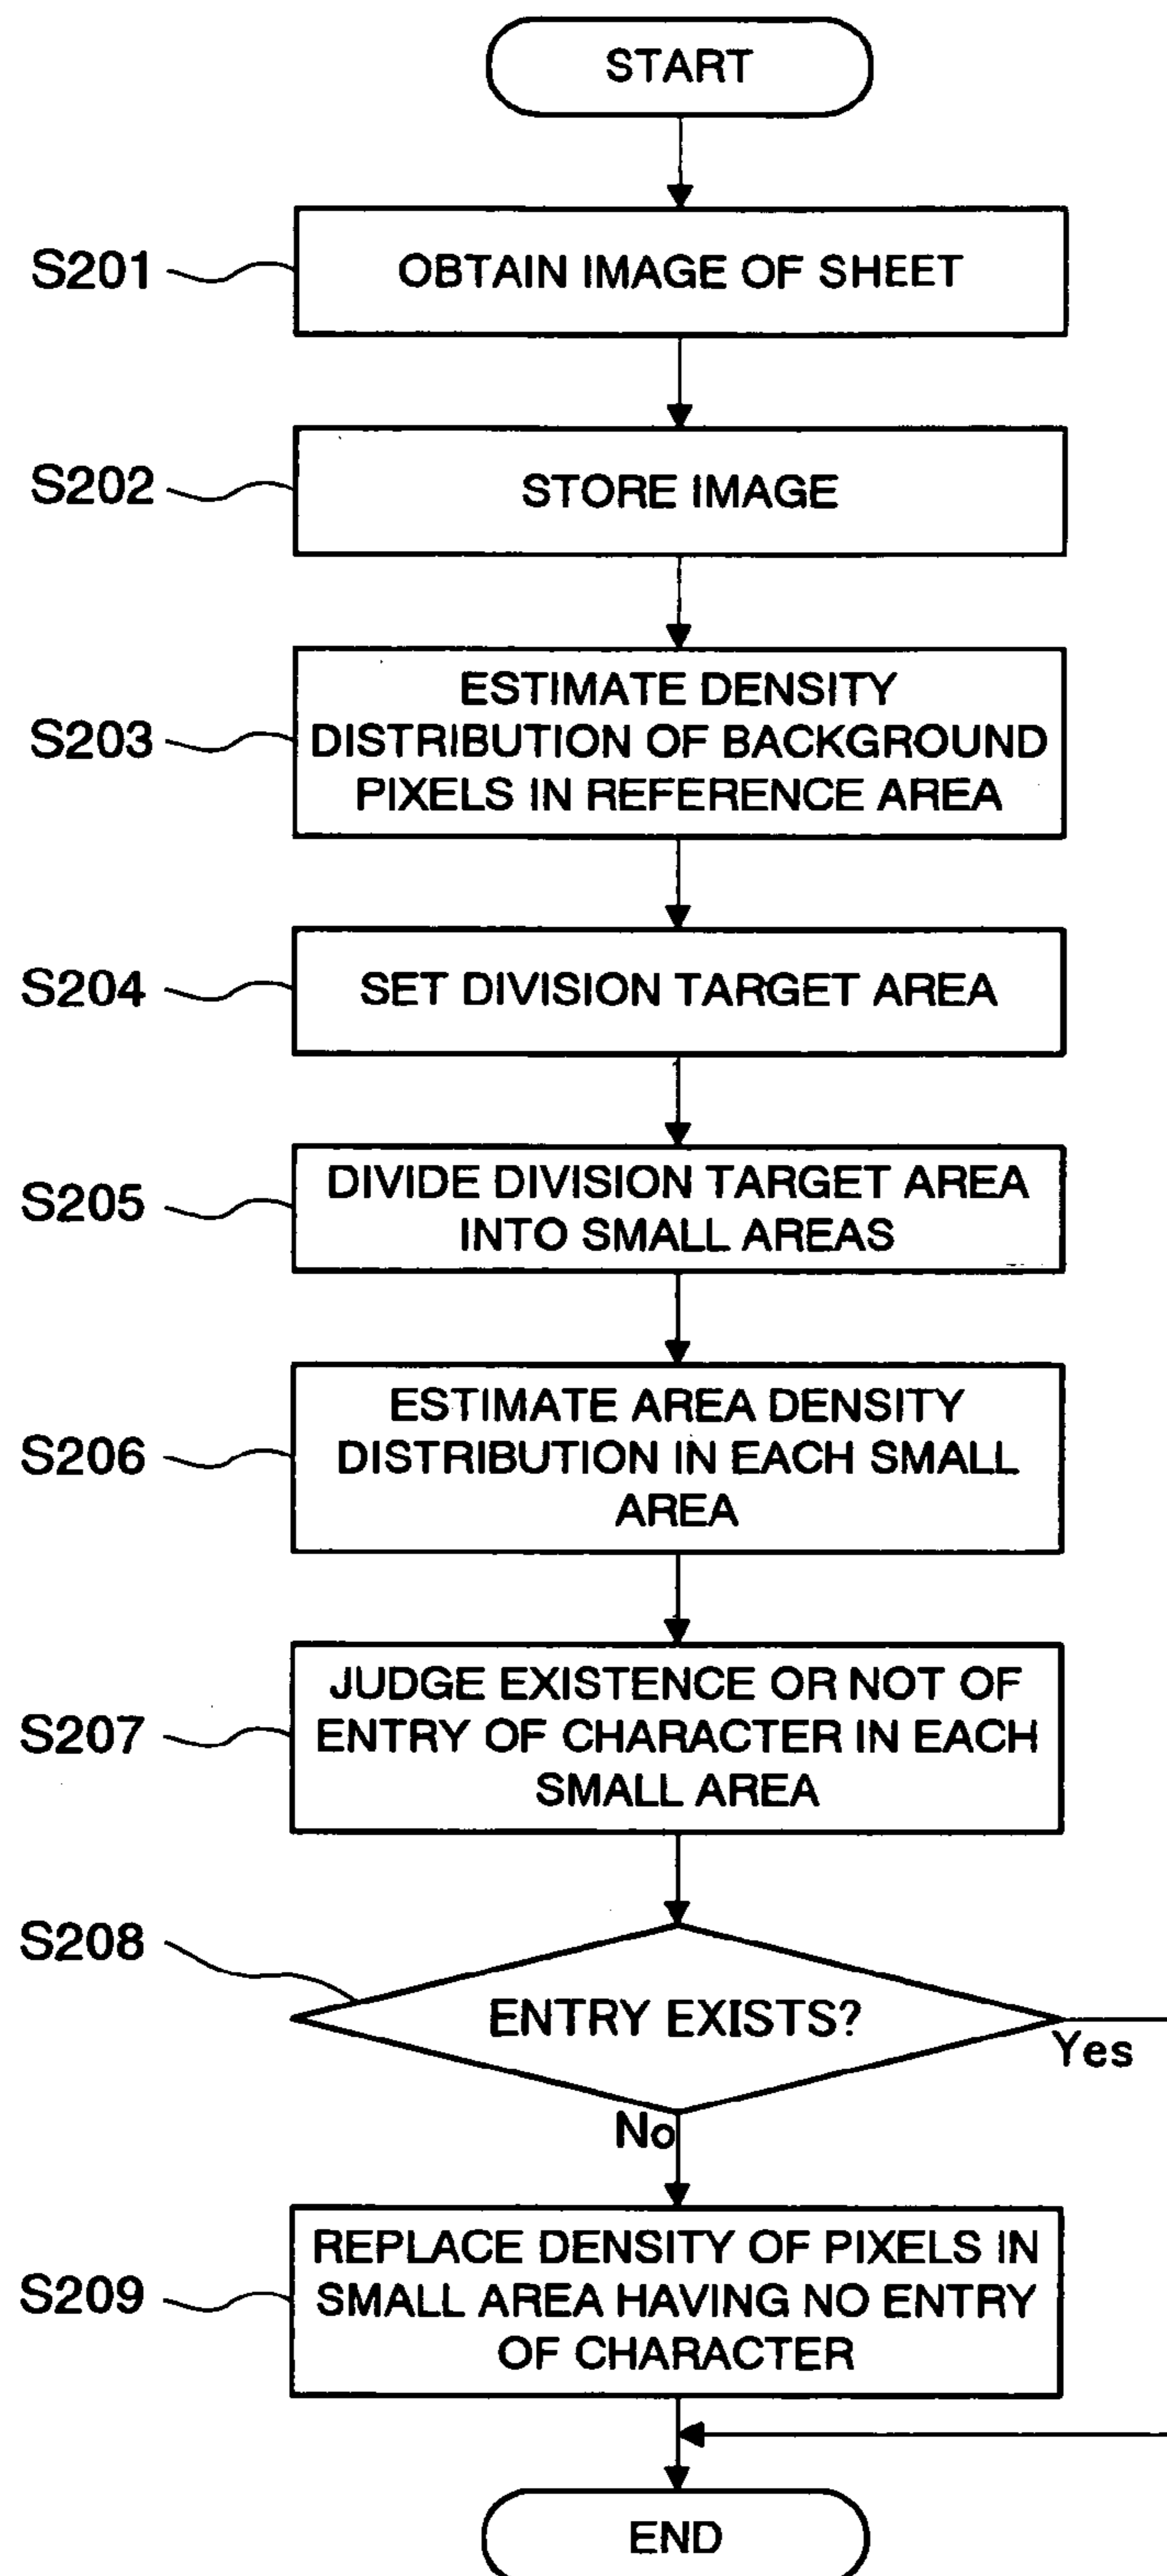 START
S201
OBTAIN IMAGE OF SHEET
S202
STORE IMAGE
S203
ESTIMATE DENSITY
DISTRIBUTION OF BACKGROUND
PIXELS IN REFERENCE AREA
S204
SET DIVISION TARGET AREA
S205
DIVIDE DIVISION TARGET AREA
INTO SMALL AREAS
S206
ESTIMATE AREA DENSITY
DISTRIBUTION IN EACH SMALL
AREA
S207
JUDGE EXISTENCE OR NOT OF
ENTRY OF CHARACTER IN EACH
SMALL AREA
S208
ENTRY EXISTS?
Yes
No
S209
REPLACE DENSITY OF PIXELS IN
SMALL AREA HAVING NO ENTRY
OF CHARACTER
END